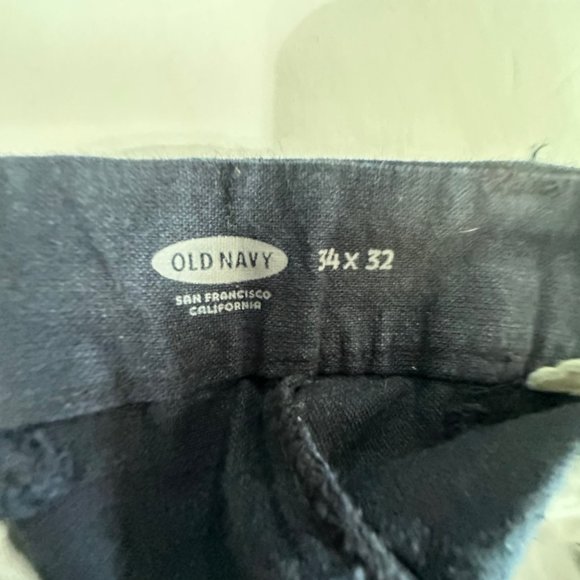 OLD NAVY
SAN FRANCISCO
CALIFORNIA
34 x 32